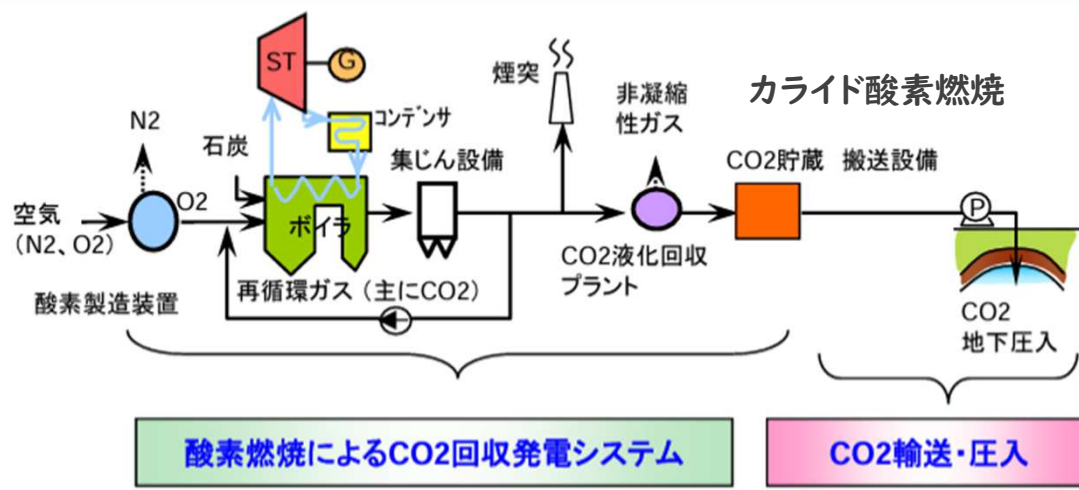 ST
G
コンデンサ
煙突
カライド酸素燃焼
非凝縮
性ガス
N2
石炭
集じん設備
CO2貯蔵 搬送設備
空気
(N2、O2)
O2
ボイラ
P
CO2液化回収
プラント
再循環ガス(主にCO2)
酸素製造装置
CO2
地下圧入
酸素燃焼によるCO2回収発電システム
CO2輸送・圧入